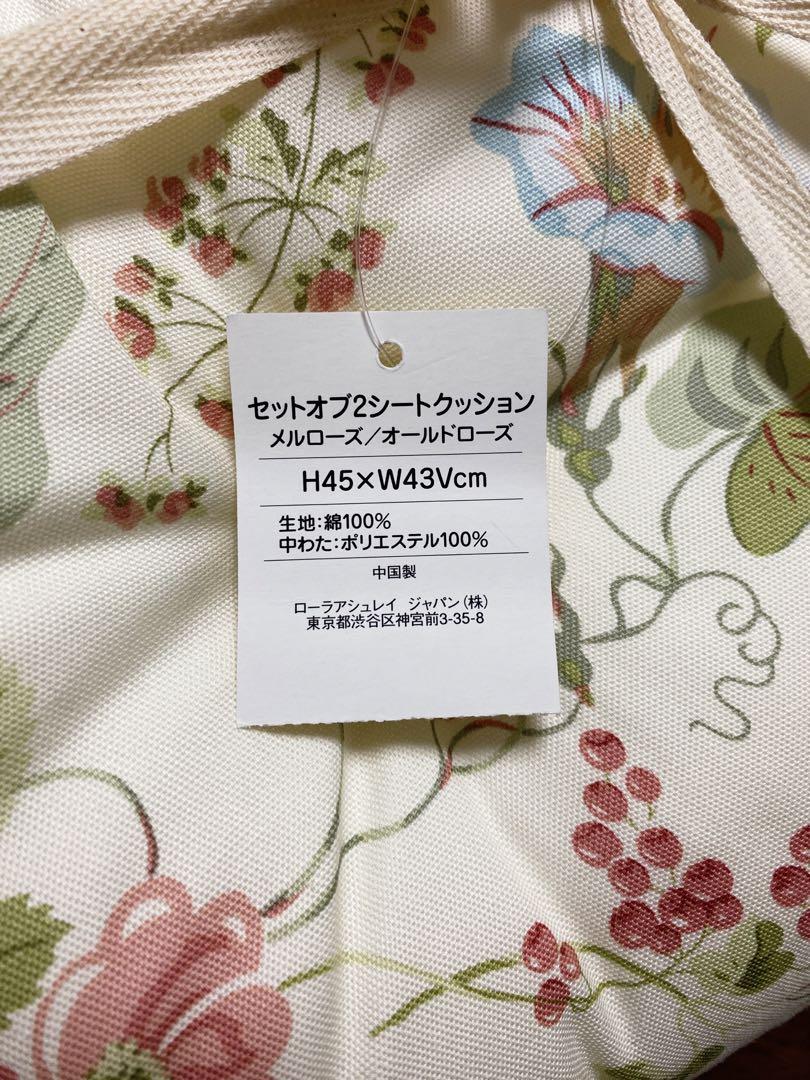 セットオブ2シートクッション
メルローズ／オールドローズ
H45×W43Vcm
生地：綿100%
中わた：ポリエステル100%
中国製
ローラアシュレイ ジャパン（株）
東京都渋谷区神宮前3-35-8